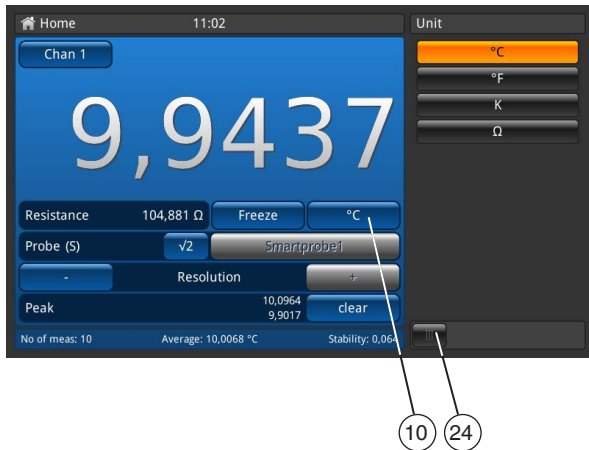 Home 11:02 Unit
Chan 1
°C
°F
K
Ω
9,9437
Resistance 104,881 Ω Freeze °C
Probe (S) √2 Smartprobe1
- Resolution +
Peak 10,0964
9,9017 clear
No of meas: 10 Average: 10,0068 °C Stability: 0,064
10 24